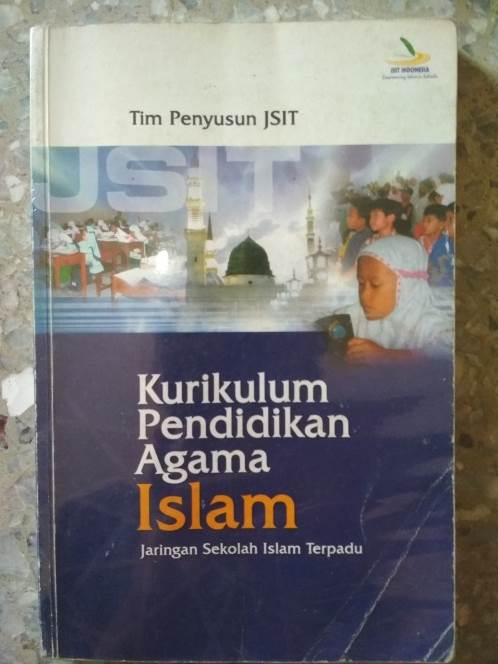 JSIT INDONESIA
Tim Penyusun JSIT
JSIT
Kurikulum
Pendidikan
Agama
Islam
Jaringan Sekolah Islam Terpadu